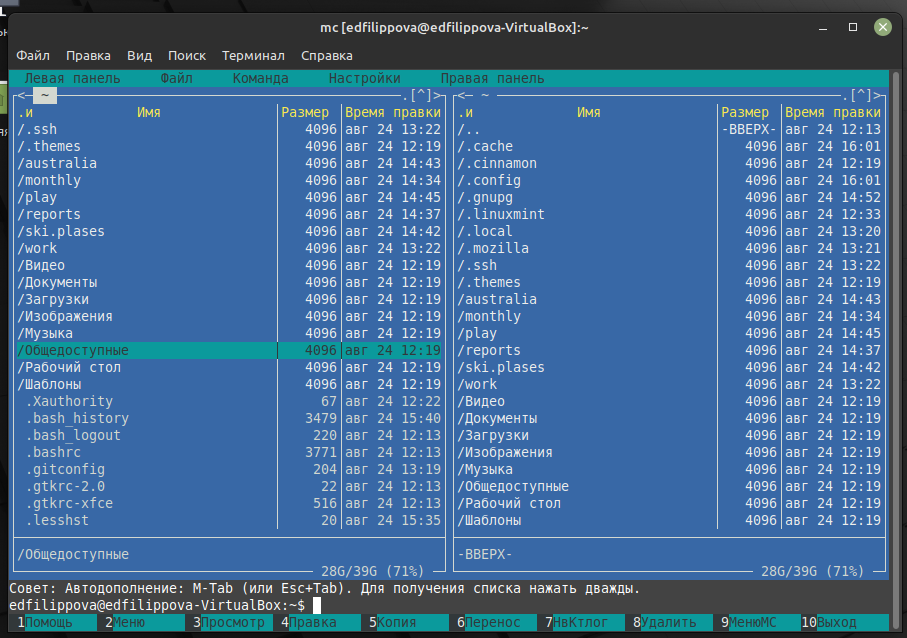 mc [edfilippova@edfilippova-VirtualBox]:~
Файл Правка Вид Поиск Терминал Справка
Левая панель Файл Команда Настройки Правая панель
<- ~ .[^]> <- ~ .[^]>
.и Имя Размер Время правки .и Имя Размер Время правки
/.ssh 4096 авг 24 13:22 /.. -ВВЕРХ- авг 24 12:13
/.themes 4096 авг 24 12:19 /.cache 4096 авг 24 16:01
/australia 4096 авг 24 14:43 /.cinnamon 4096 авг 24 12:19
/monthly 4096 авг 24 14:34 /.config 4096 авг 24 16:01
/play 4096 авг 24 14:45 /.gnupg 4096 авг 24 14:52
/reports 4096 авг 24 14:37 /.linuxmint 4096 авг 24 12:33
/ski.plases 4096 авг 24 14:42 /.local 4096 авг 24 13:20
/work 4096 авг 24 13:22 /.mozilla 4096 авг 24 13:21
/Видео 4096 авг 24 12:19 /.ssh 4096 авг 24 13:22
/Документы 4096 авг 24 12:19 /.themes 4096 авг 24 12:19
/Загрузки 4096 авг 24 12:19 /australia 4096 авг 24 14:43
/Изображения 4096 авг 24 12:19 /monthly 4096 авг 24 14:34
/Музыка 4096 авг 24 12:19 /play 4096 авг 24 14:45
/Общедоступные 4096 авг 24 12:19 /reports 4096 авг 24 14:37
/Рабочий стол 4096 авг 24 12:19 /ski.plases 4096 авг 24 14:42
/Шаблоны 4096 авг 24 12:19 /work 4096 авг 24 13:22
.Xauthority 67 авг 24 12:22 /Видео 4096 авг 24 12:19
.bash_history 3479 авг 24 15:40 /Документы 4096 авг 24 12:19
.bash_logout 220 авг 24 12:13 /Загрузки 4096 авг 24 12:19
.bashrc 3771 авг 24 12:13 /Изображения 4096 авг 24 12:19
.gitconfig 204 авг 24 13:19 /Музыка 4096 авг 24 12:19
.gtkrc-2.0 22 авг 24 12:13 /Общедоступные 4096 авг 24 12:19
.gtkrc-xfce 516 авг 24 12:13 /Рабочий стол 4096 авг 24 12:19
.lesshst 20 авг 24 15:35 /Шаблоны 4096 авг 24 12:19
/Общедоступные -ВВЕРХ-
28G/39G (71%) 28G/39G (71%)
Совет: Автодополнение: M-Tab (или Esc+Tab). Для получения списка нажать дважды.
edfilippova@edfilippova-VirtualBox:~$
1Помощь 2Меню 3Просмотр 4Правка 5Копия 6Перенос 7НвКтлог 8Удалить 9МенюМС 10Выход